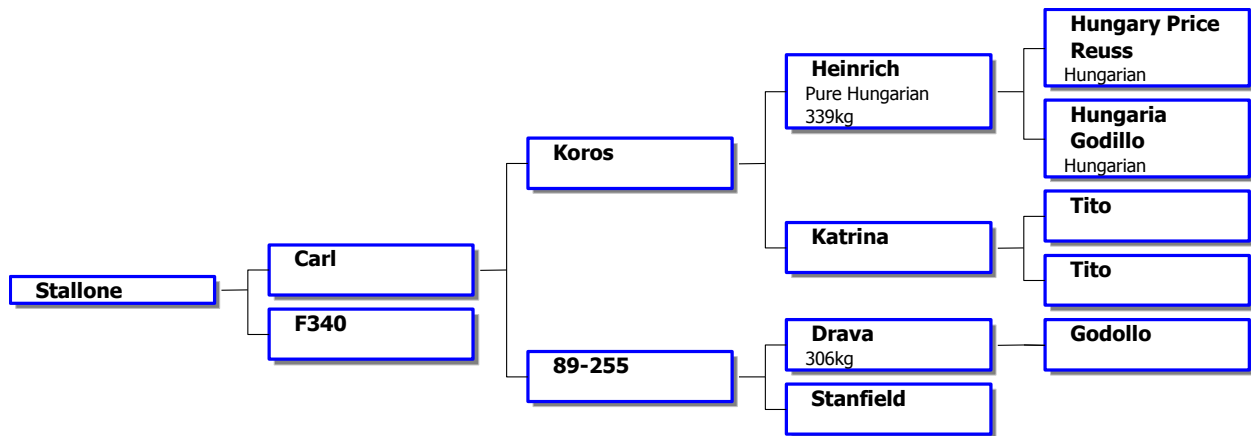 Stallone
Carl
F340
Koros
89-255
Heinrich
Pure Hungarian
339kg
Katrina
Drava
306kg
Stanfield
Hungary Price
Reuss
Hungarian
Hungaria
Godillo
Hungarian
Tito
Tito
Godollo